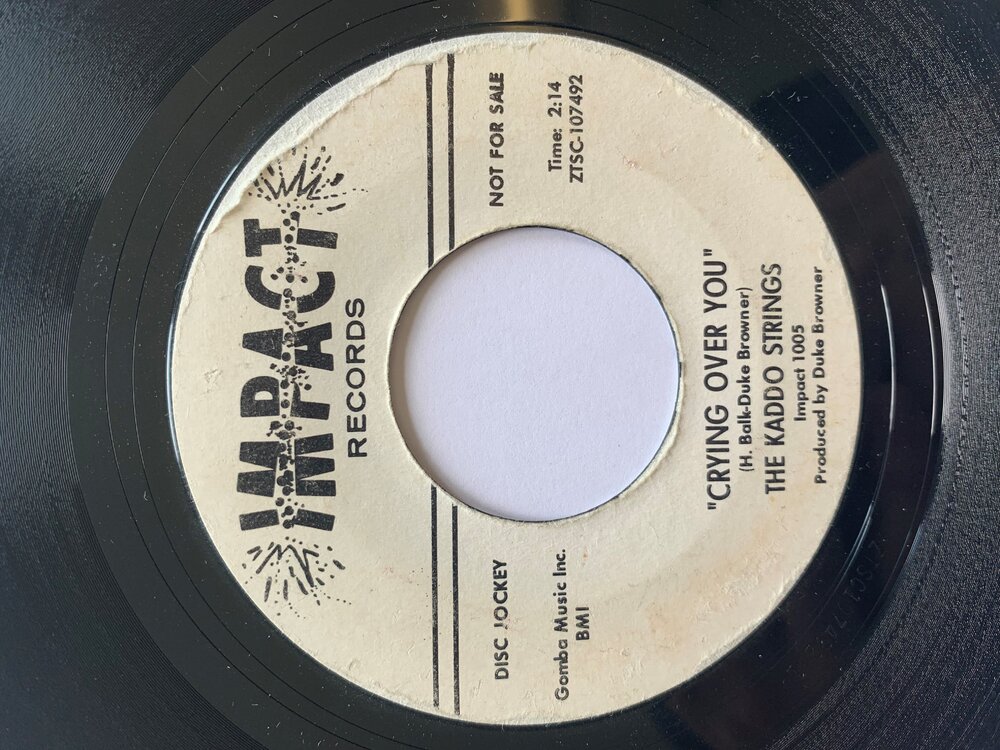 IMPACT
RECORDS
DISC JOCKEY
NOT FOR SALE
Gomba Music Inc.
BMI
Time: 2:14
ZTSC-107492
"CRYING OVER YOU"
(H. Balk-Duke Browner)
THE KADDO STRINGS
Impact 1005
Produced by Duke Browner